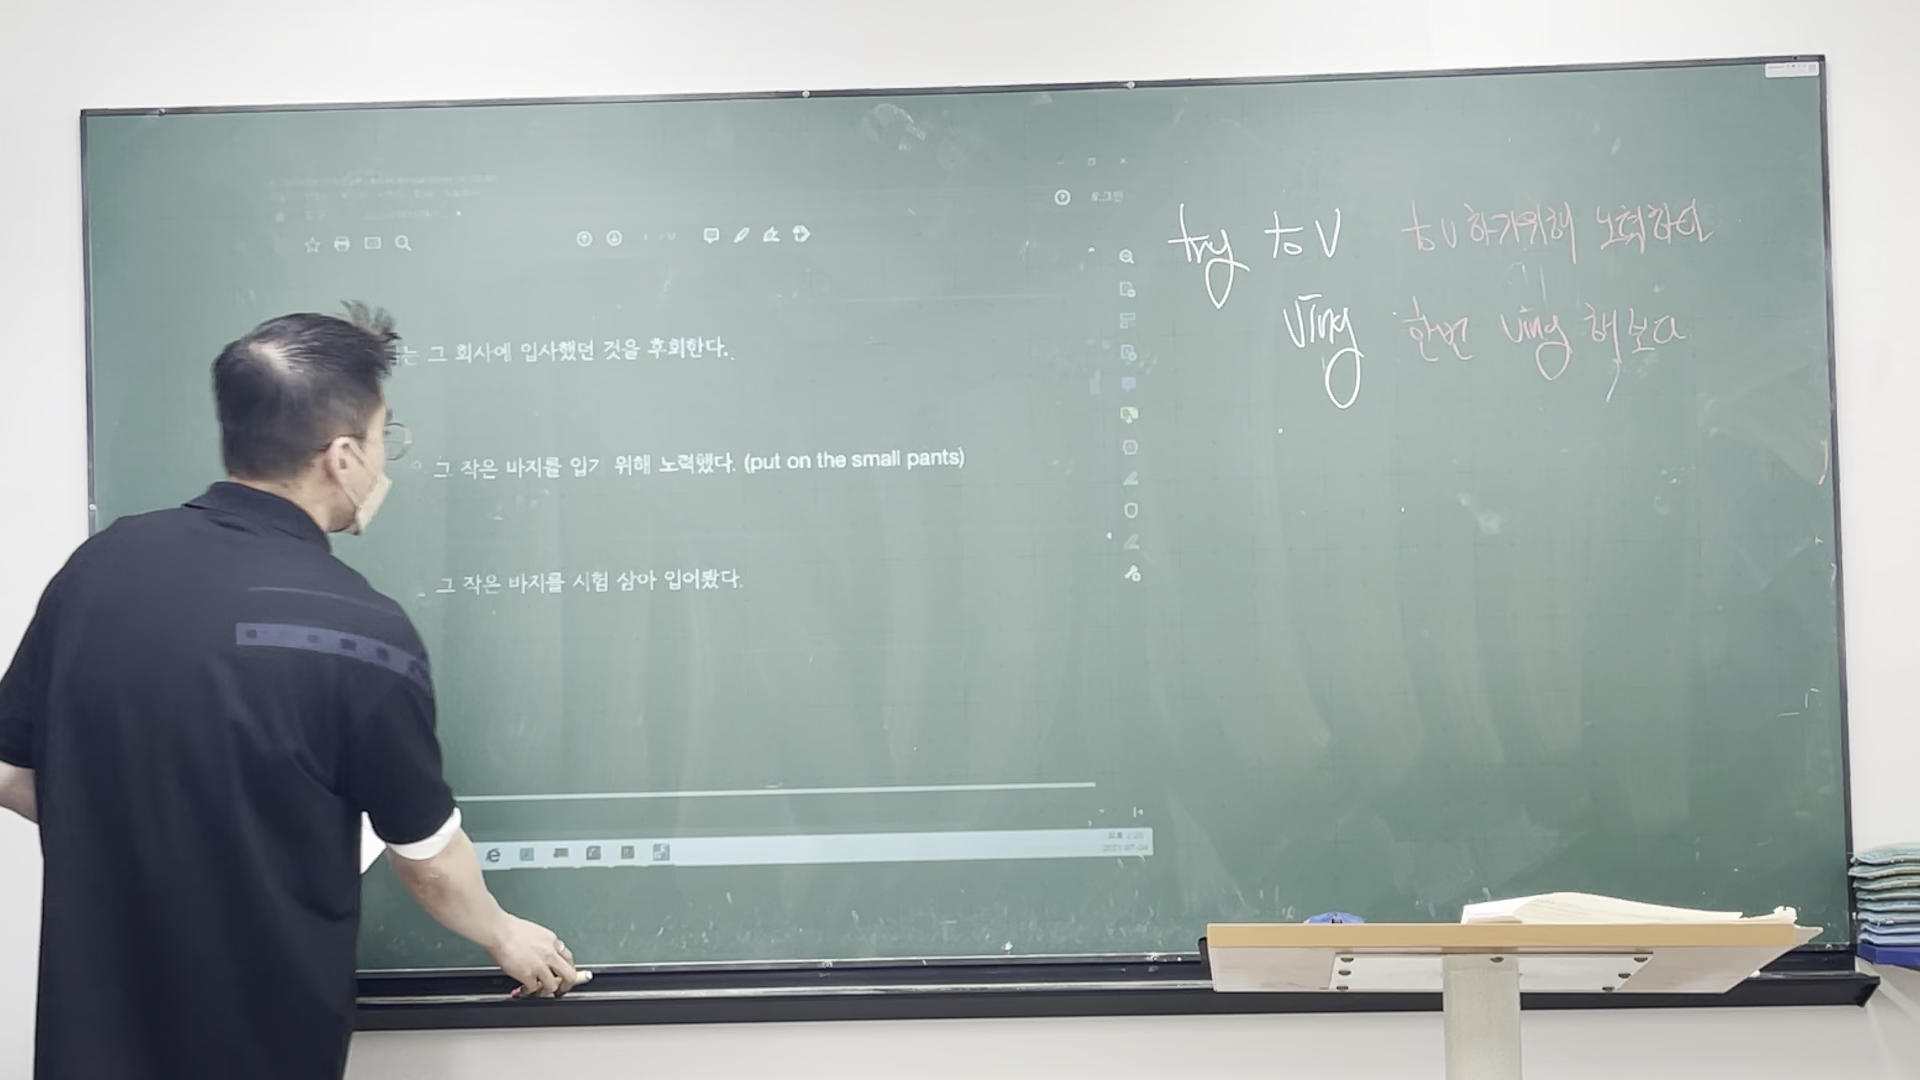 로그인
try to V to V 하기위해 노력하다
Ving 한번 Ving 해보다
는 그 회사에 입사했던 것을 후회한다.
그 작은 바지를 입기 위해 노력했다. (put on the small pants)
그 작은 바지를 시험 삼아 입어봤다.